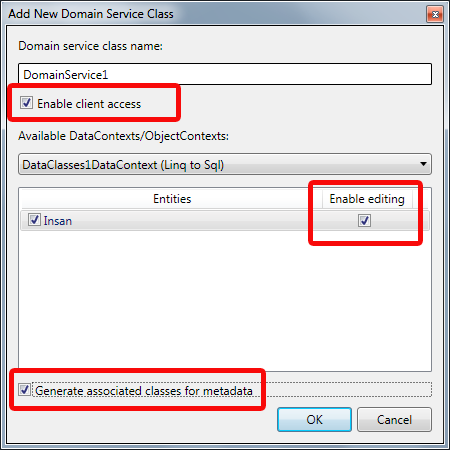 Add New Domain Service Class
Domain service class name:
DomainService1
Enable client access
Available DataContexts/ObjectContexts:
DataClasses1DataContext (Linq to Sql)
Entities Enable editing
Insan
Generate associated classes for metadata
OK Cancel